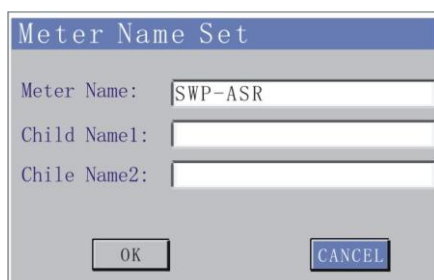 Meter Name Set
Meter Name: SWP-ASR
Child Name1:
Chile Name2:
OK CANCEL